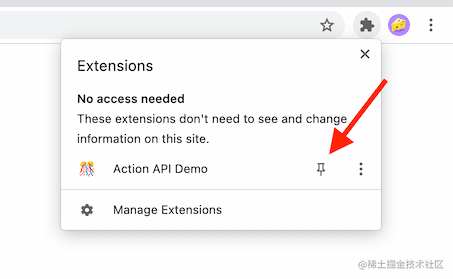 Extensions
No access needed
These extensions don't need to see and change
information on this site.
Action API Demo
Manage Extensions
@稀土掘金技术社区